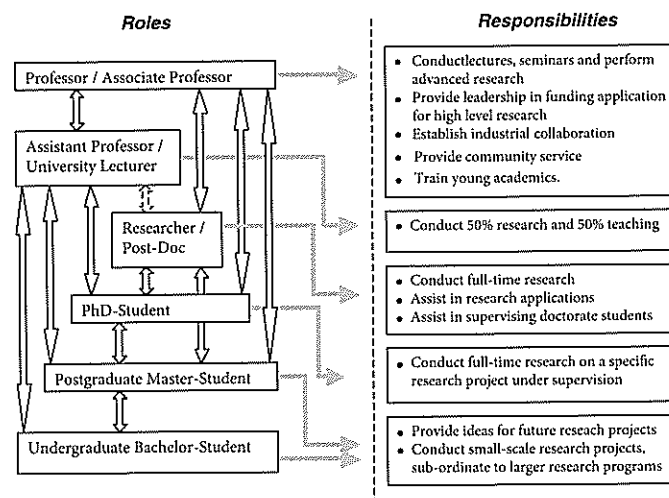 Roles
Responsibilities
Professor / Associate Professor
Assistant Professor /
University Lecturer
Researcher /
Post-Doc
PhD-Student
Postgraduate Master-Student
Undergraduate Bachelor-Student
• Conductlectures, seminars and perform
advanced research
• Provide leadership in funding application
for high level research
• Establish industrial collaboration
• Provide community service
• Train young academics.
• Conduct 50% research and 50% teaching
• Conduct full-time research
• Assist in research applications
• Assist in supervising doctorate students
• Conduct full-time research on a specific
research project under supervision
• Provide ideas for future reseach projects
• Conduct small-scale research projects,
sub-ordinate to larger research programs